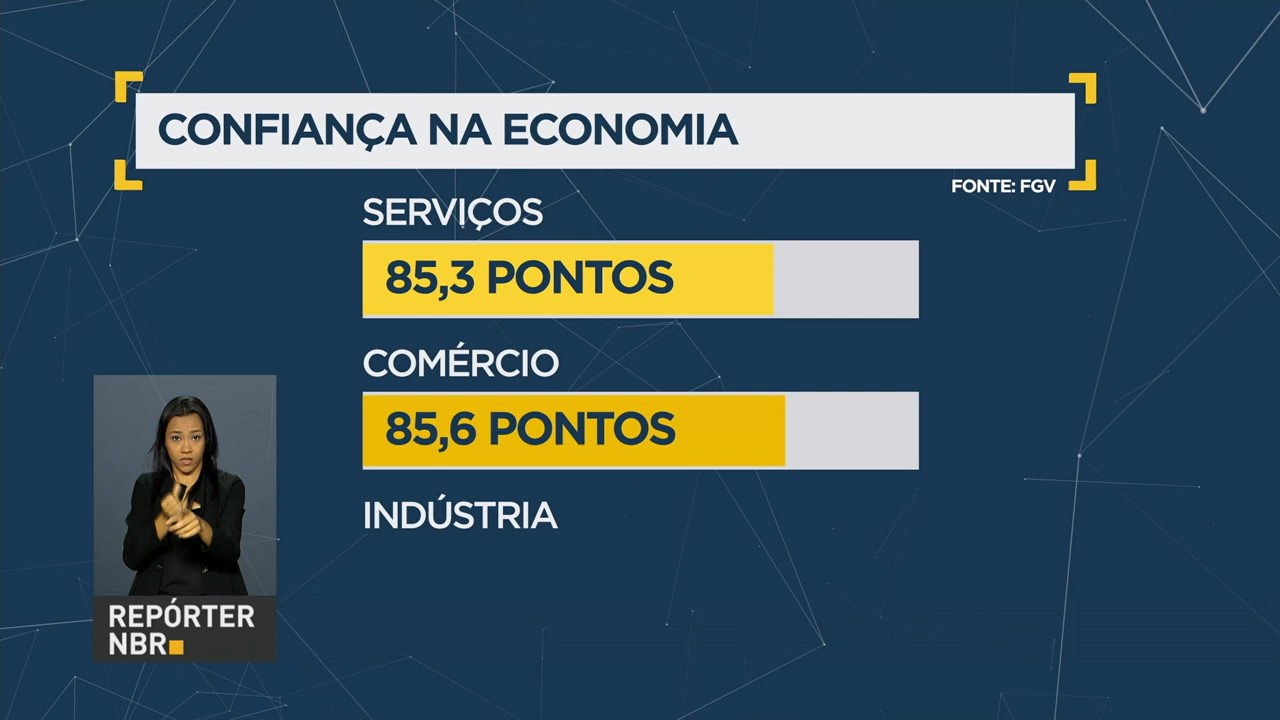 CONFIANÇA NA ECONOMIA
FONTE: FGV
SERVIÇOS
85,3 PONTOS
COMÉRCIO
85,6 PONTOS
INDÚSTRIA
REPÓRTER
NBR